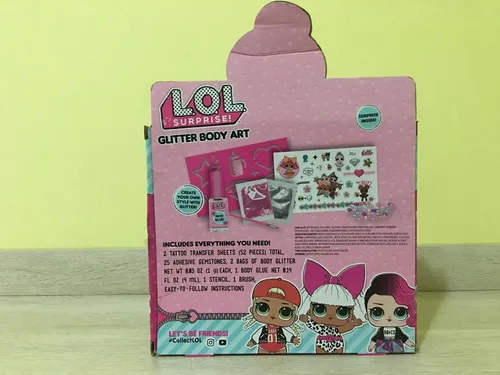 LOL
SURPRISE!
GLITTER BODY ART
SURPRISE
INSIDE!
CREATE
YOUR OWN
STYLE WITH
GLITTER!
INCLUDES EVERYTHING YOU NEED!
2 TATTOO TRANSFER SHEETS (52 PIECES) TOTAL,
25 ADHESIVE GEMSTONES, 2 BAGS OF BODY GLITTER
NET WT 0.03 OZ (1 g) EACH, 1 BODY GLUE NET 0.14
FL OZ (4 mL), 1 STENCIL, 1 BRUSH,
EASY-TO-FOLLOW INSTRUCTIONS
LET'S BE FRIENDS!
#CollectLOL